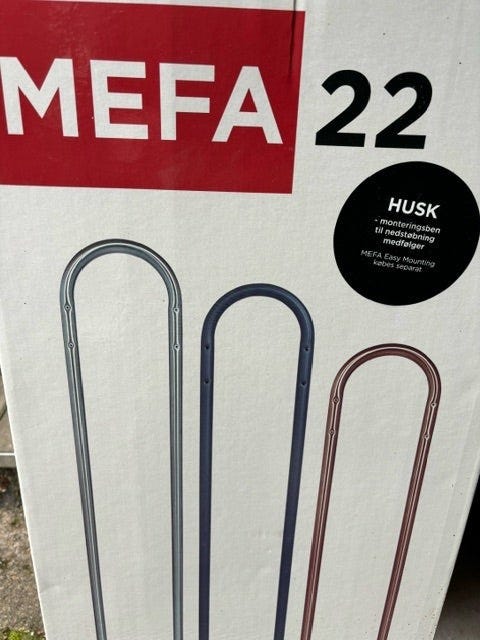 MEFA 22
HUSK
- monteringsben
til nedstøbning
medfølger
MEFA Easy Mounting
købes separat